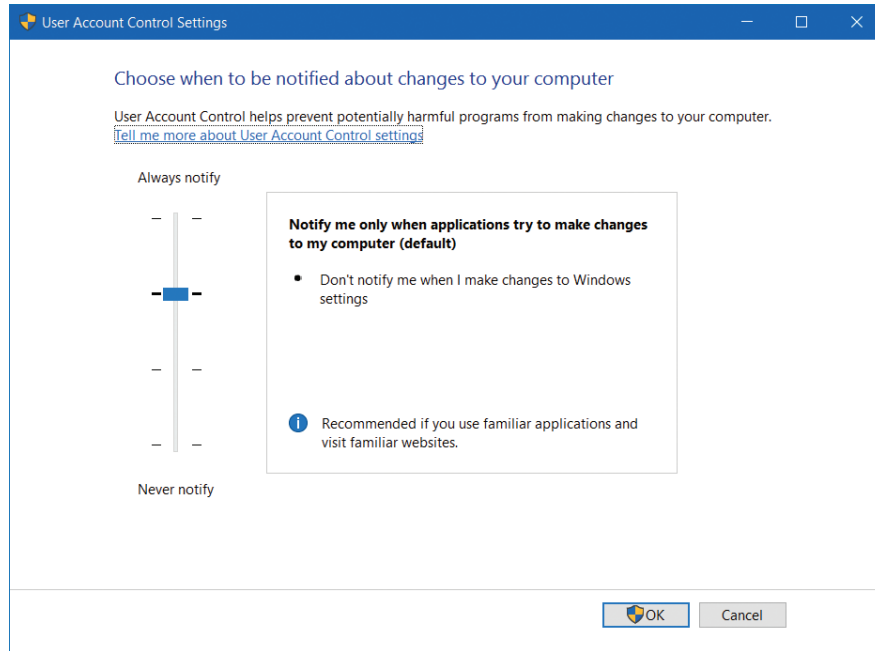 User Account Control Settings
Choose when to be notified about changes to your computer
User Account Control helps prevent potentially harmful programs from making changes to your computer.
Tell me more about User Account Control settings
Always notify
Notify me only when applications try to make changes
to my computer (default)
Don't notify me when I make changes to Windows
settings
Recommended if you use familiar applications and
visit familiar websites.
Never notify
OK
Cancel